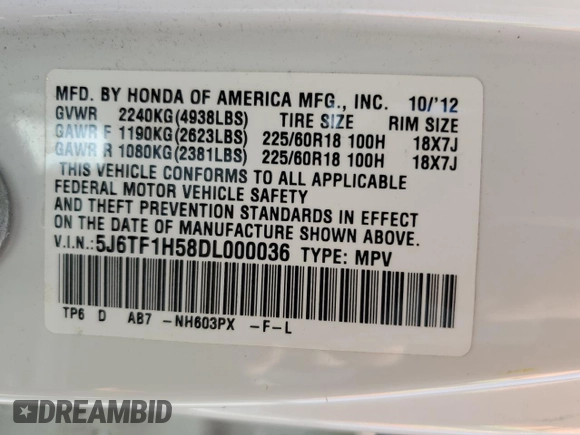 MFD. BY HONDA OF AMERICA MFG., INC. 10/'12
GVWR 2240KG(4938LBS) TIRE SIZE RIM SIZE
GAWR F 1190KG(2623LBS) 225/60R18 100H 18X7J
GAWR R 1080KG(2381LBS) 225/60R18 100H 18X7J
THIS VEHICLE CONFORMS TO ALL APPLICABLE
FEDERAL MOTOR VEHICLE SAFETY
AND THEFT PREVENTION STANDARDS IN EFFECT
ON THE DATE OF MANUFACTURE SHOWN ABOVE.
V.I.N.:5J6TF1H58DL000036 TYPE: MPV
TP6 D AB7 -NH603PX -F-L
DREAMBID